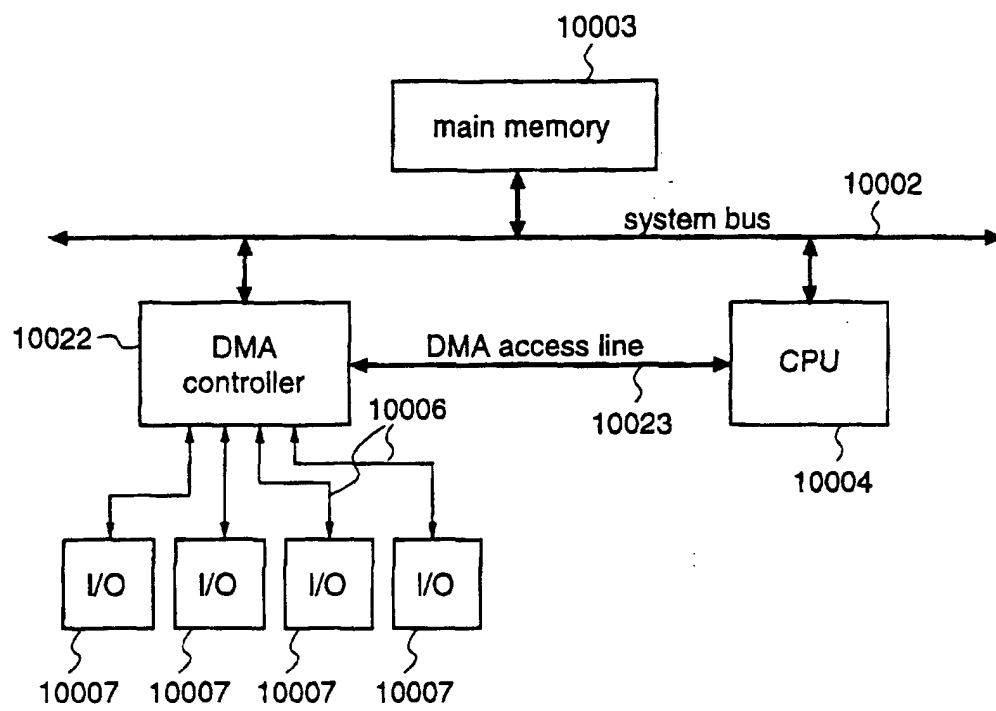 10003
main memory
10002
system bus
10022
DMA
controller
DMA access line
CPU
10006
10023
10004
I/O
I/O
I/O
I/O
10007
10007
10007
10007